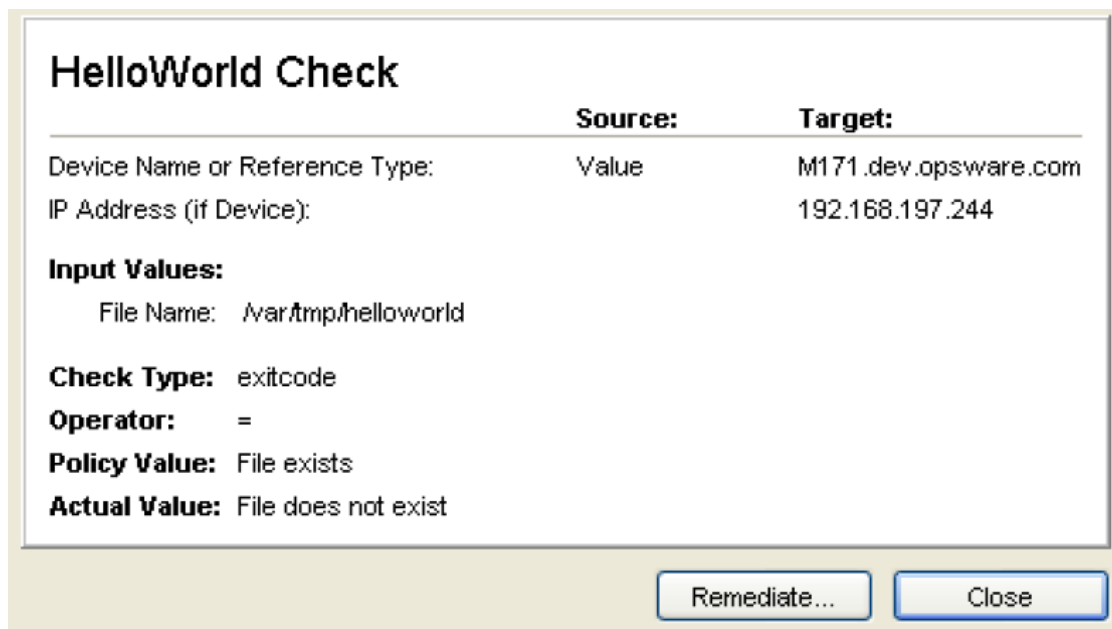 HelloWorld Check
Source: Target:
Device Name or Reference Type: Value M171.dev.opsware.com
IP Address (if Device): 192.168.197.244
Input Values:
File Name: /var/tmp/helloworld
Check Type: exitcode
Operator: =
Policy Value: File exists
Actual Value: File does not exist
Remediate... Close